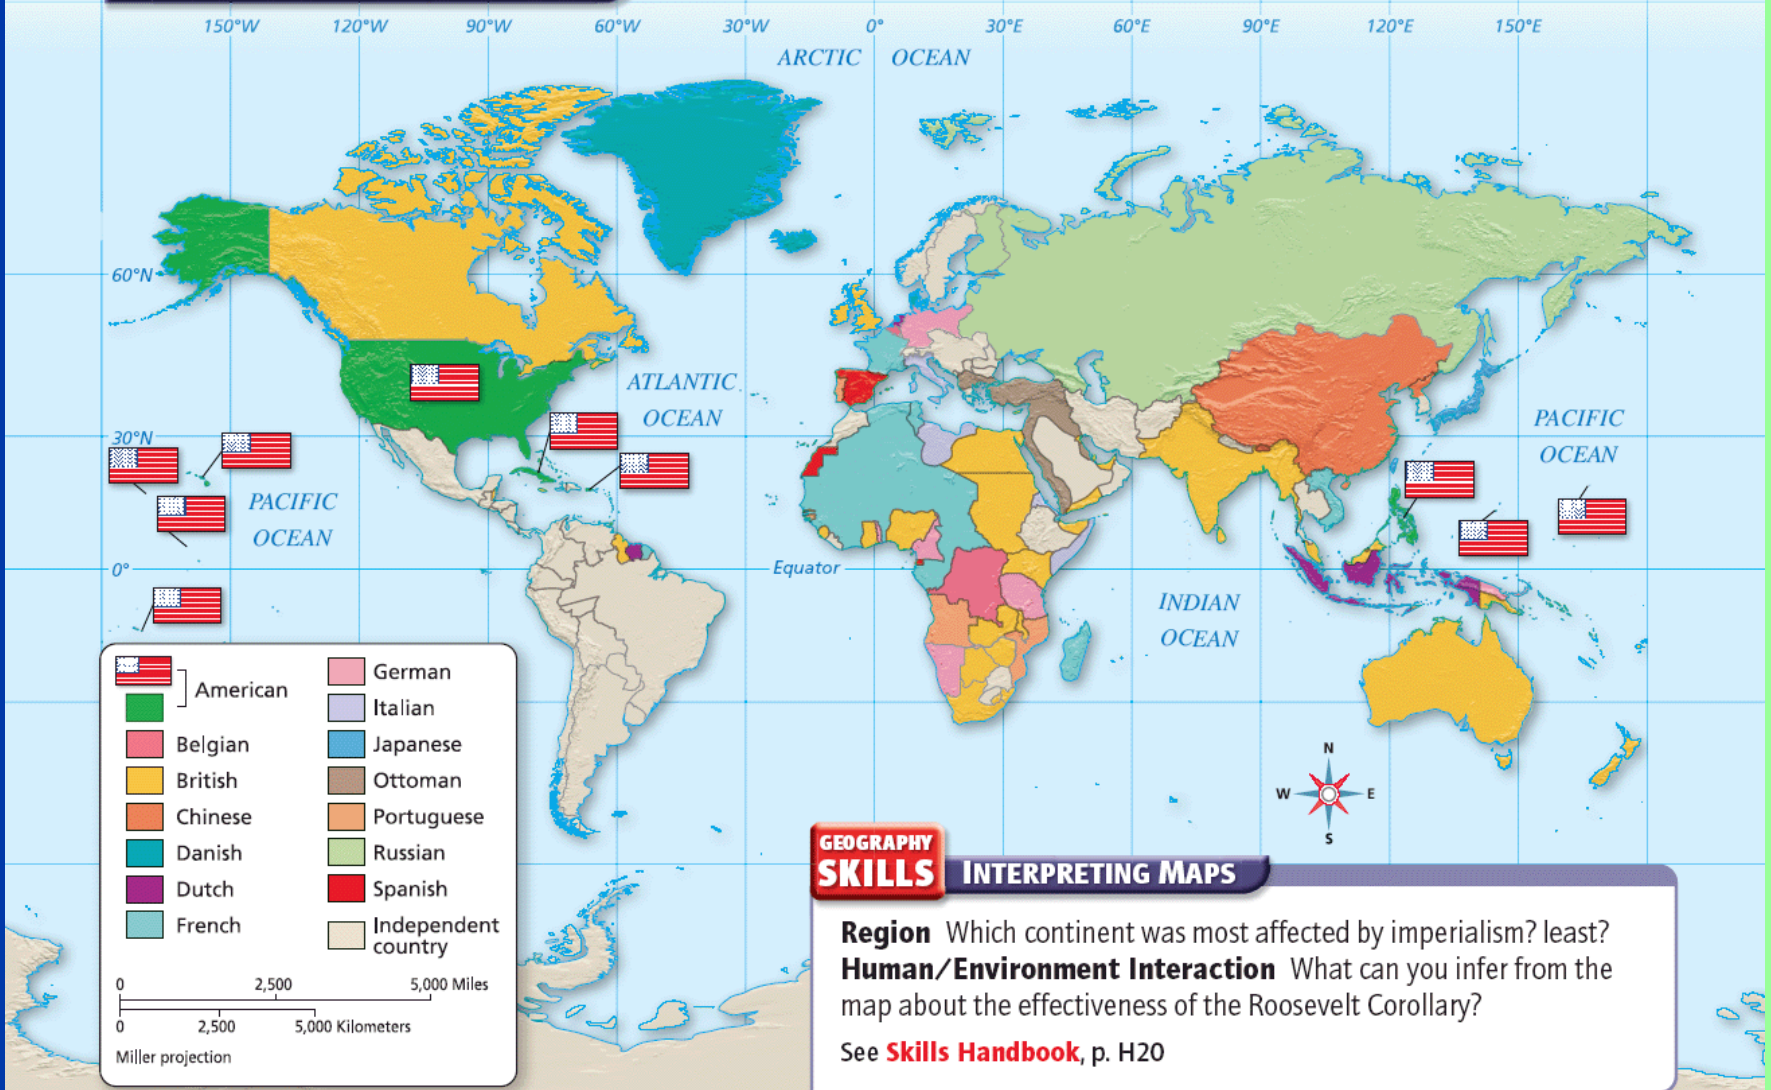 150°W 120°W 90°W 60°W 30°W 0° 30°E 60°E 90°E 120°E 150°E
ARCTIC OCEAN
60°N
ATLANTIC
OCEAN
PACIFIC
OCEAN
30°N
PACIFIC
OCEAN
0°
Equator
INDIAN
OCEAN
American
Belgian
British
Chinese
Danish
Dutch
French
German
Italian
Japanese
Ottoman
Portuguese
Russian
Spanish
Independent
country
0 2,500 5,000 Miles
0 2,500 5,000 Kilometers
Miller projection
N
W E
S
GEOGRAPHY
SKILLS
INTERPRETING MAPS
Region Which continent was most affected by imperialism? least?
Human/Environment Interaction What can you infer from the
map about the effectiveness of the Roosevelt Corollary?
See Skills Handbook, p. H20